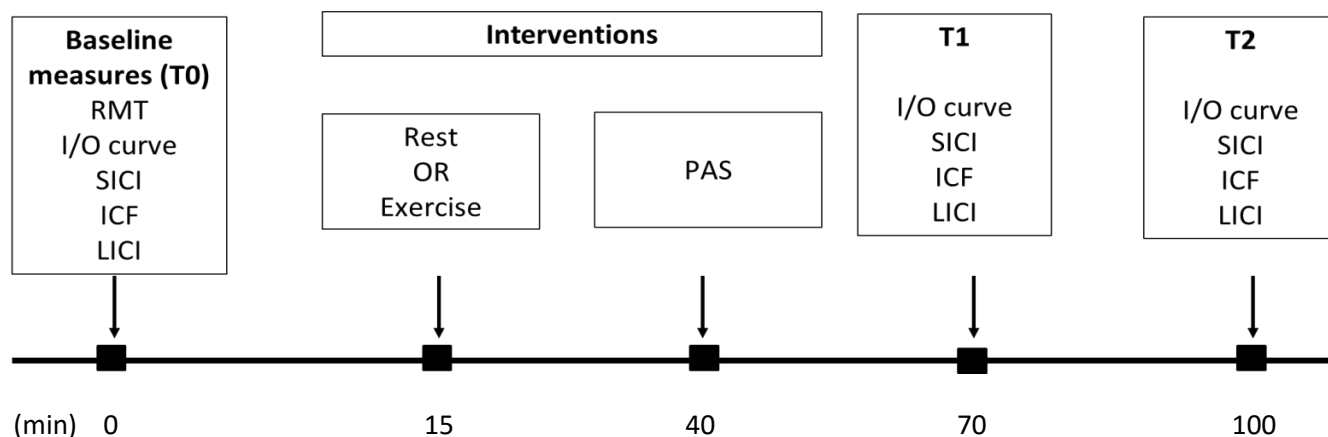 Baseline
measures (T0)
RMT
I/O curve
SICI
ICF
LICI
Interventions
Rest
OR
Exercise
PAS
T1
I/O curve
SICI
ICF
LICI
T2
I/O curve
SICI
ICF
LICI
(min) 0 15 40 70 100